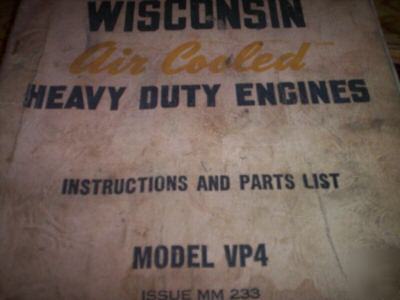 WISCONSIN
Air Cooled
HEAVY DUTY ENGINES
INSTRUCTIONS AND PARTS LIST
MODEL VP4
ISSUE MM 233